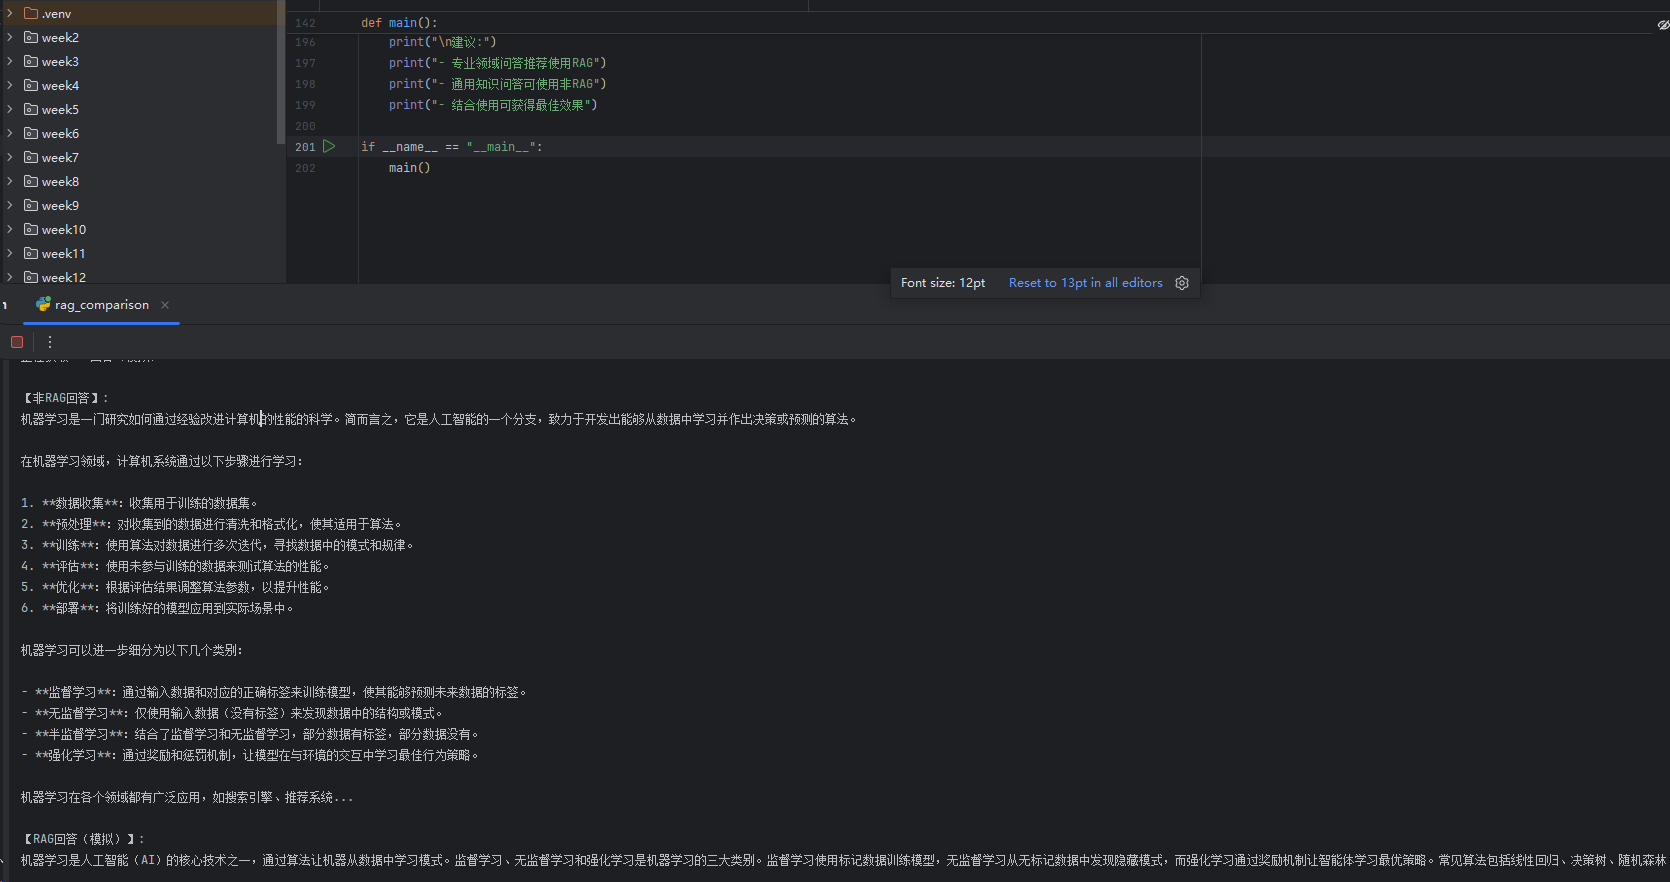 .venv
week2
week3
week4
week5
week6
week7
week8
week9
week10
week11
week12
142 def main():
196 print("\n建议:")
197 print("- 专业领域问答推荐使用RAG")
198 print("- 通用知识问答可使用非RAG")
199 print("- 结合使用可获得最佳效果")
200
201 if __name__ == "__main__":
202 main()
Font size: 12pt Reset to 13pt in all editors
rag_comparison
【非RAG回答】:
机器学习是一门研究如何通过经验改进计算机的性能的科学。简而言之，它是人工智能的一个分支，致力于开发出能够从数据中学习并作出决策或预测的算法。
在机器学习领域，计算机系统通过以下步骤进行学习：
1. **数据收集**：收集用于训练的数据集。
2. **预处理**：对收集到的数据进行清洗和格式化，使其适用于算法。
3. **训练**：使用算法对数据进行多次迭代，寻找数据中的模式和规律。
4. **评估**：使用未参与训练的数据来测试算法的性能。
5. **优化**：根据评估结果调整算法参数，以提升性能。
6. **部署**：将训练好的模型应用到实际场景中。
机器学习可以进一步细分为以下几个类别：
- **监督学习**：通过输入数据和对应的正确标签来训练模型，使其能够预测未来数据的标签。
- **无监督学习**：仅使用输入数据（没有标签）来发现数据中的结构或模式。
- **半监督学习**：结合了监督学习和无监督学习，部分数据有标签，部分数据没有。
- **强化学习**：通过奖励和惩罚机制，让模型在与环境的交互中学习最佳行为策略。
机器学习在各个领域都有广泛应用，如搜索引擎、推荐系统...
【RAG回答（模拟）】:
机器学习是人工智能（AI）的核心技术之一，通过算法让机器从数据中学习模式。监督学习、无监督学习和强化学习是机器学习的三大类别。监督学习使用标记数据训练模型，无监督学习从无标记数据中发现隐藏模式，而强化学习通过奖励机制让智能体学习最优策略。常见算法包括线性回归、决策树、随机森林